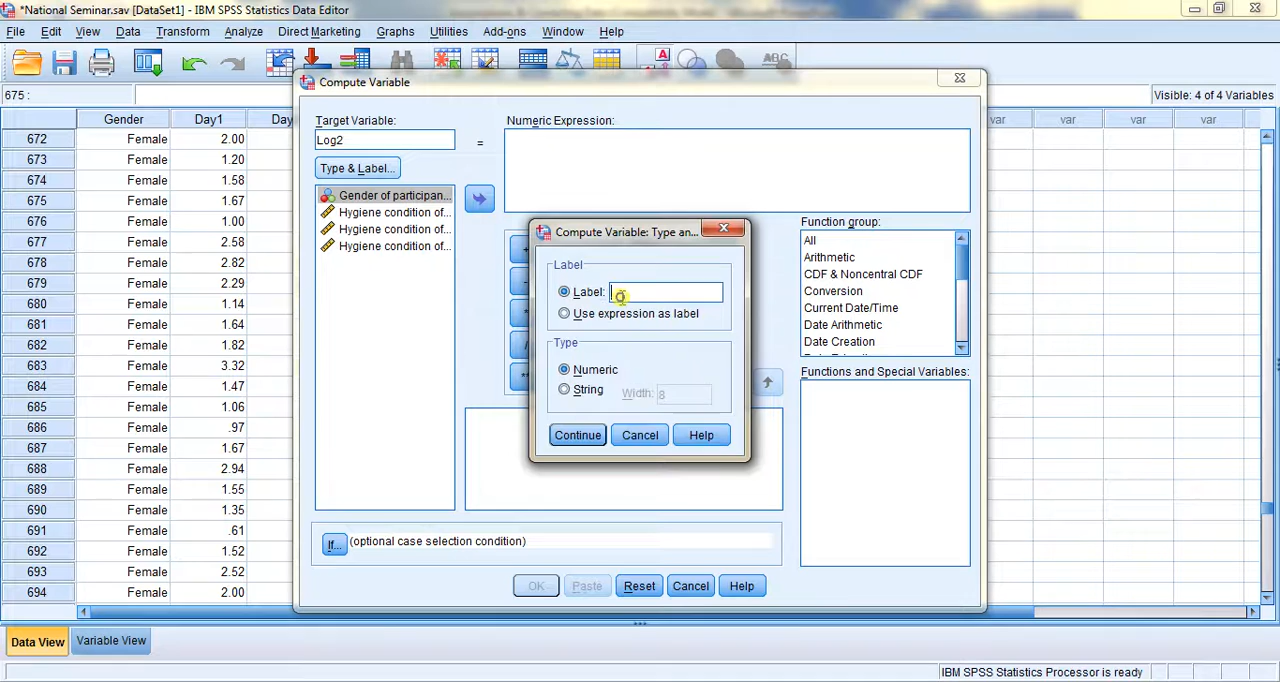 *National Seminar.sav [DataSet1] - IBM SPSS Statistics Data Editor
File Edit View Data Transform Analyze Direct Marketing Graphs Utilities Add-ons Window Help
A
ABC
675 :
Visible: 4 of 4 Variables
Gender Day1 Da
var var var var
672 Female 2.00
673 Female 1.20
674 Female 1.58
675 Female 1.67
676 Female 1.00
677 Female 2.58
678 Female 2.82
679 Female 2.29
680 Female 1.14
681 Female 1.64
682 Female 1.82
683 Female 3.32
684 Female 1.47
685 Female 1.06
686 Female .97
687 Female 1.67
688 Female 2.94
689 Female 1.55
690 Female 1.35
691 Female .61
692 Female 1.52
693 Female 2.52
694 Female 2.00
Compute Variable
Target Variable:
Log2
=
Numeric Expression:
Type & Label...
Gender of participan...
Hygiene condition of...
Hygiene condition of...
Hygiene condition of...
Function group:
All
Arithmetic
CDF & Noncentral CDF
Conversion
Current Date/Time
Date Arithmetic
Date Creation
Functions and Special Variables:
Compute Variable: Type an...
Label
Label:
Use expression as label
Type
Numeric
String Width: 8
Continue Cancel Help
If... (optional case selection condition)
OK Paste Reset Cancel Help
Data View Variable View
IBM SPSS Statistics Processor is ready